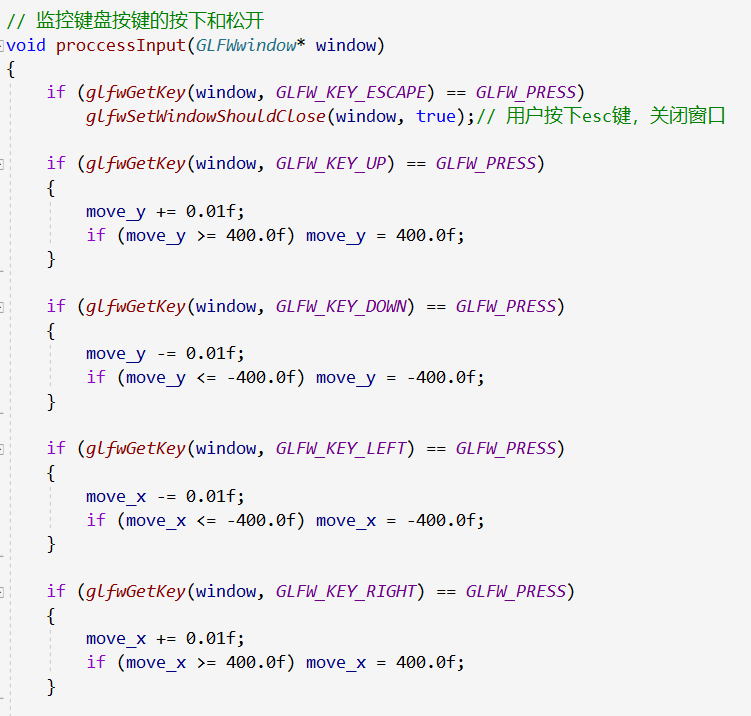 // 监控键盘按键的按下和松开
void proccessInput(GLFWwindow* window)
{
if (glfwGetKey(window, GLFW_KEY_ESCAPE) == GLFW_PRESS)
glfwSetWindowShouldClose(window, true);// 用户按下esc键，关闭窗口
if (glfwGetKey(window, GLFW_KEY_UP) == GLFW_PRESS)
{
move_y += 0.01f;
if (move_y >= 400.0f) move_y = 400.0f;
}
if (glfwGetKey(window, GLFW_KEY_DOWN) == GLFW_PRESS)
{
move_y -= 0.01f;
if (move_y <= -400.0f) move_y = -400.0f;
}
if (glfwGetKey(window, GLFW_KEY_LEFT) == GLFW_PRESS)
{
move_x -= 0.01f;
if (move_x <= -400.0f) move_x = -400.0f;
}
if (glfwGetKey(window, GLFW_KEY_RIGHT) == GLFW_PRESS)
{
move_x += 0.01f;
if (move_x >= 400.0f) move_x = 400.0f;
}